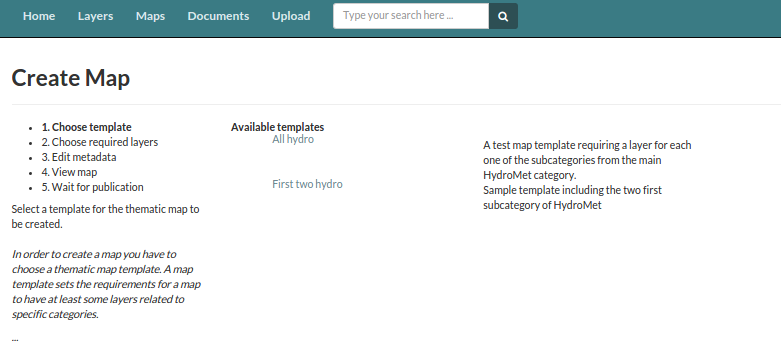 Home Layers Maps Documents Upload Type your search here ...
Create Map
1. Choose template
2. Choose required layers
3. Edit metadata
4. View map
5. Wait for publication
Select a template for the thematic map to
be created.
In order to create a map you have to
choose a thematic map template. A map
template sets the requirements for a map
to have at least some layers related to
specific categories.
...
Available templates
All hydro
First two hydro
A test map template requiring a layer for each
one of the subcategories from the main
HydroMet category.
Sample template including the two first
subcategory of HydroMet